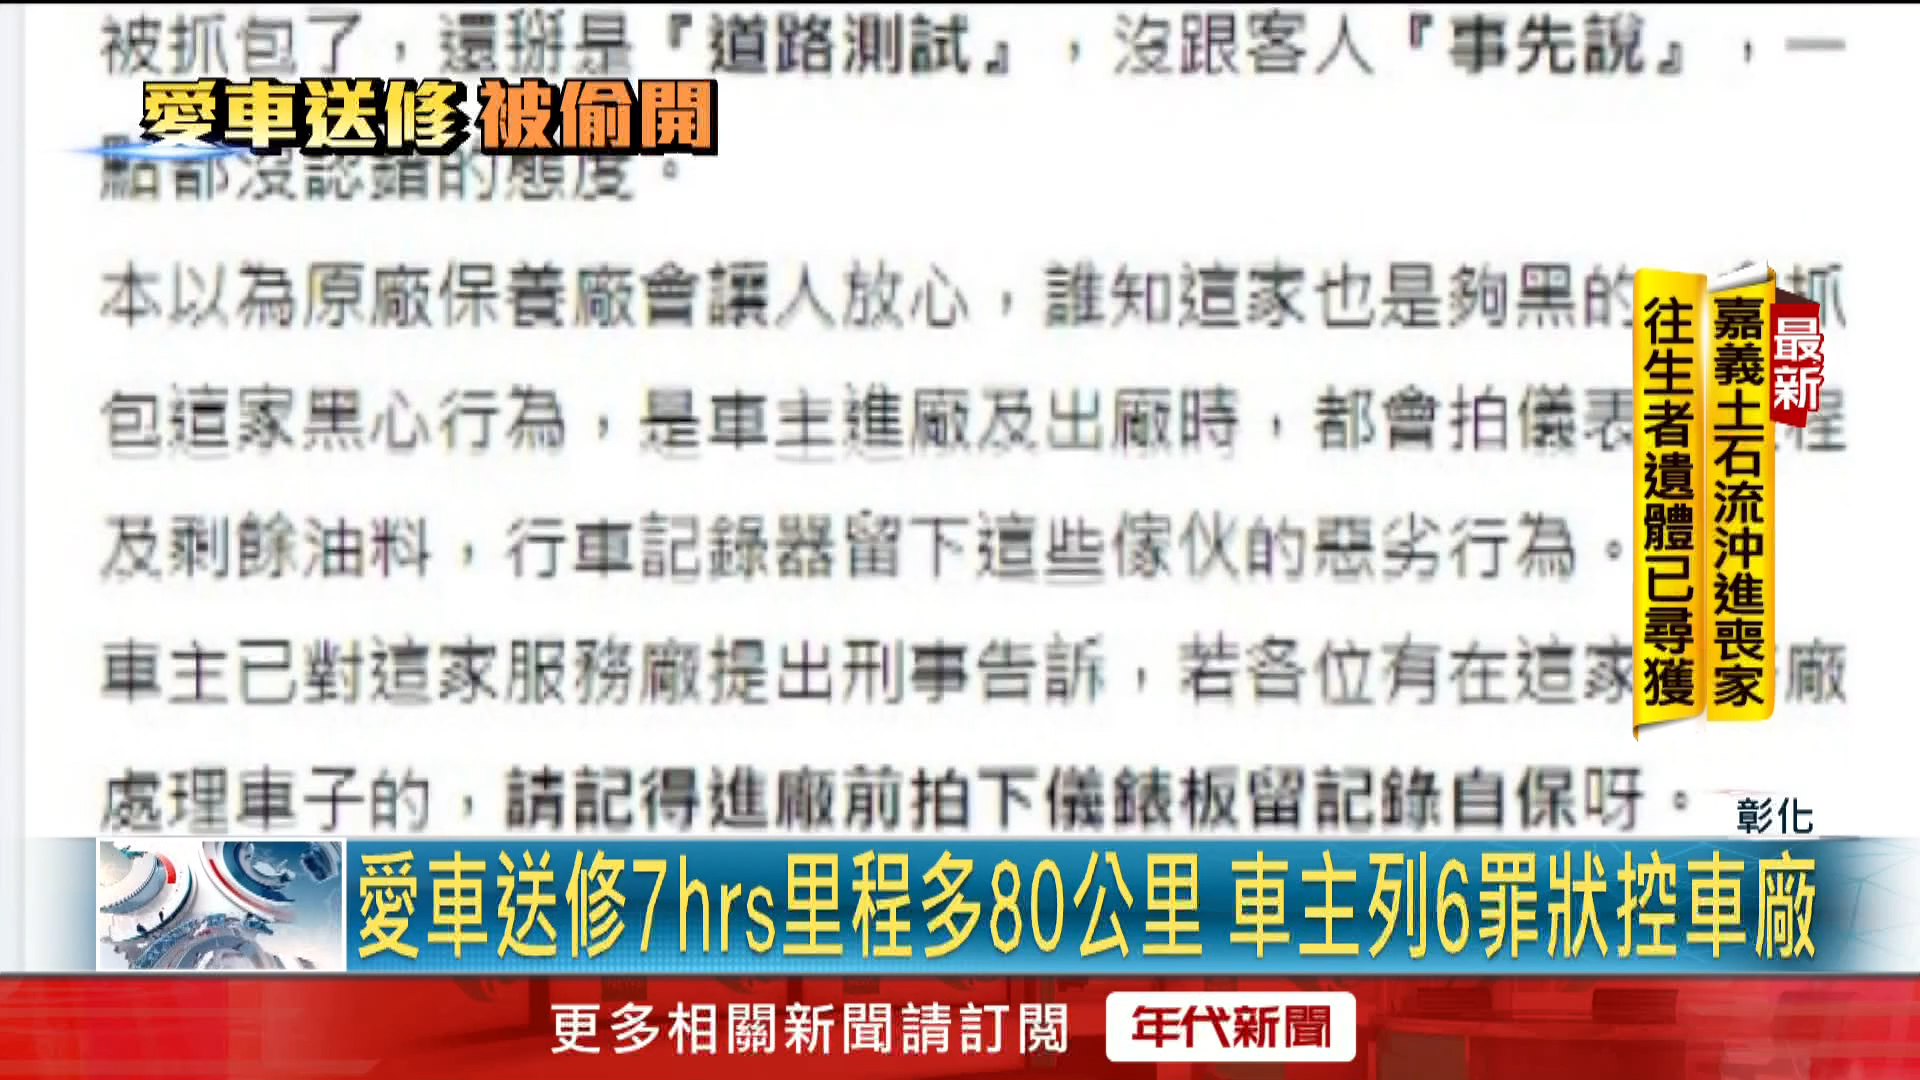 被抓包了，還掰是『道路測試』，沒跟客人『事先說』，一
愛車送修 被偷開
點都沒認錯的態度。
本以為原廠保養廠會讓人放心，誰知這家也是夠黑的 抓
包這家黑心行為，是車主進廠及出廠時，都會拍儀表 程
及剩餘油料，行車記錄器留下這些傢伙的惡劣行為。
車主已對這家服務廠提出刑事告訴，若各位有在這家 廠
處理車子的，請記得進廠前拍下儀錶板留記錄自保呀。
最新
嘉義土石流沖進喪家
往生者遺體已尋獲
彰化
愛車送修7hrs里程多80公里 車主列6罪狀控車廠
更多相關新聞請訂閱 年代新聞